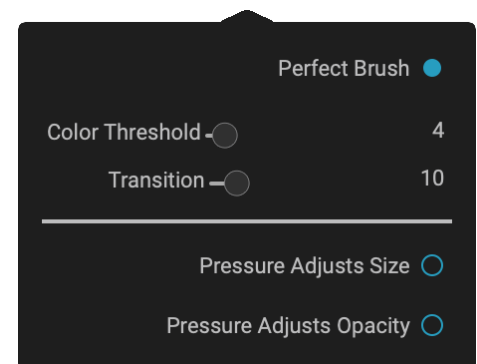 Perfect Brush
Color Threshold 4
Transition 10
Pressure Adjusts Size
Pressure Adjusts Opacity